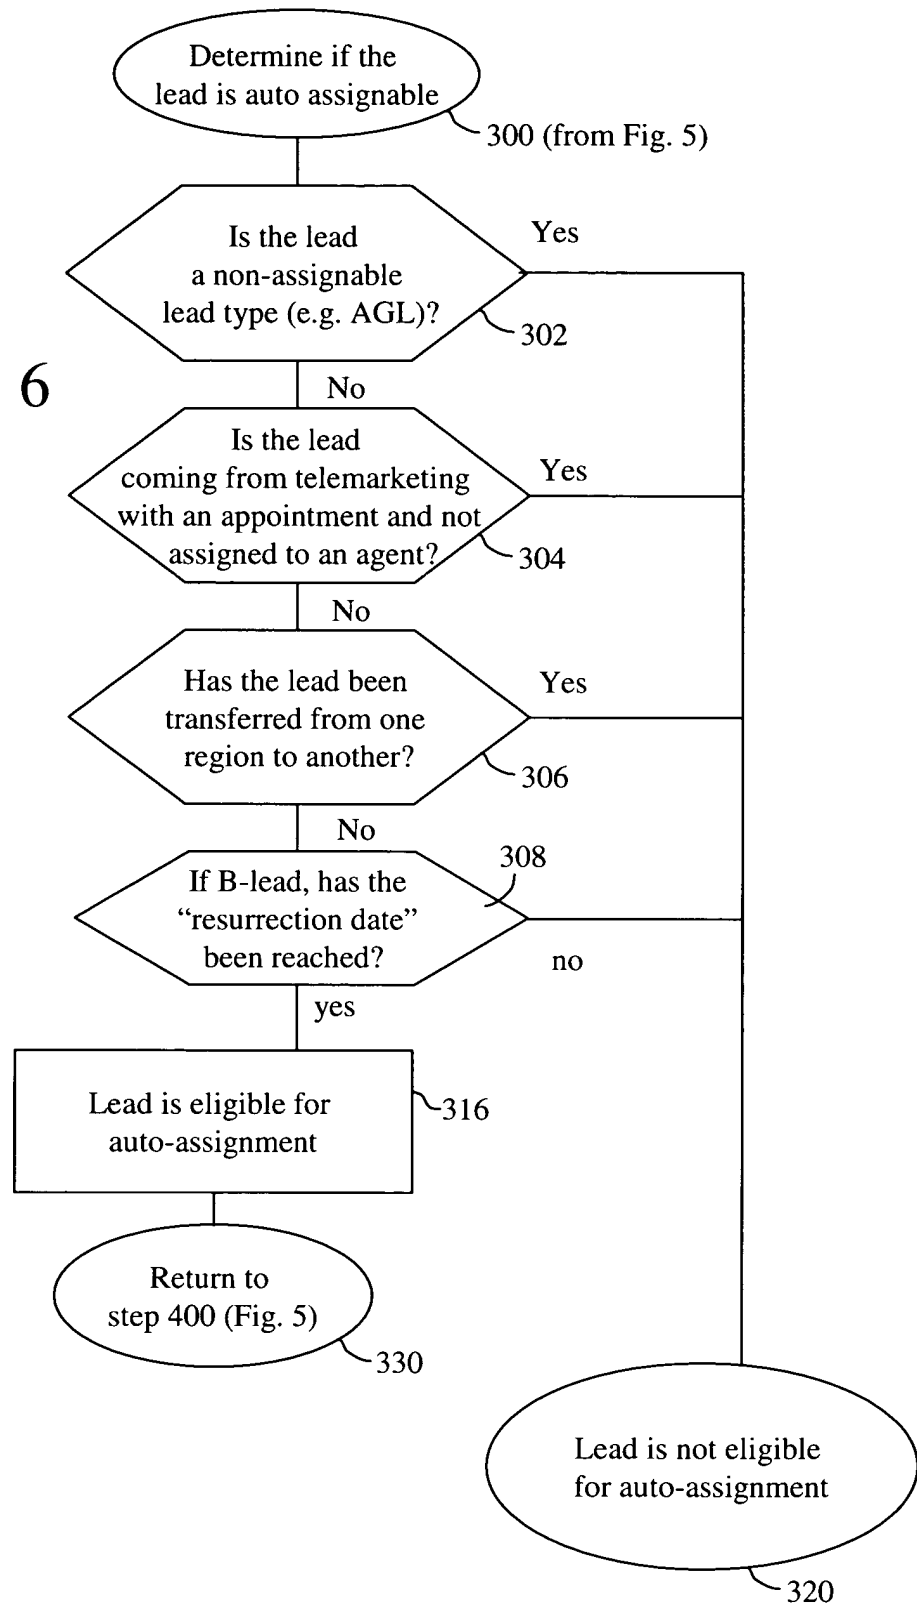 Determine if the
lead is auto assignable
300 (from Fig. 5)
Is the lead
a non-assignable
lead type (e.g. AGL)?
Yes
302
6
No
Is the lead
coming from telemarketing
with an appointment and not
assigned to an agent?
Yes
304
No
Has the lead been
transferred from one
region to another?
Yes
306
No
308
If B-lead, has the
“resurrection date”
been reached?
no
yes
Lead is eligible for
auto-assignment
316
Return to
step 400 (Fig. 5)
330
Lead is not eligible
for auto-assignment
320